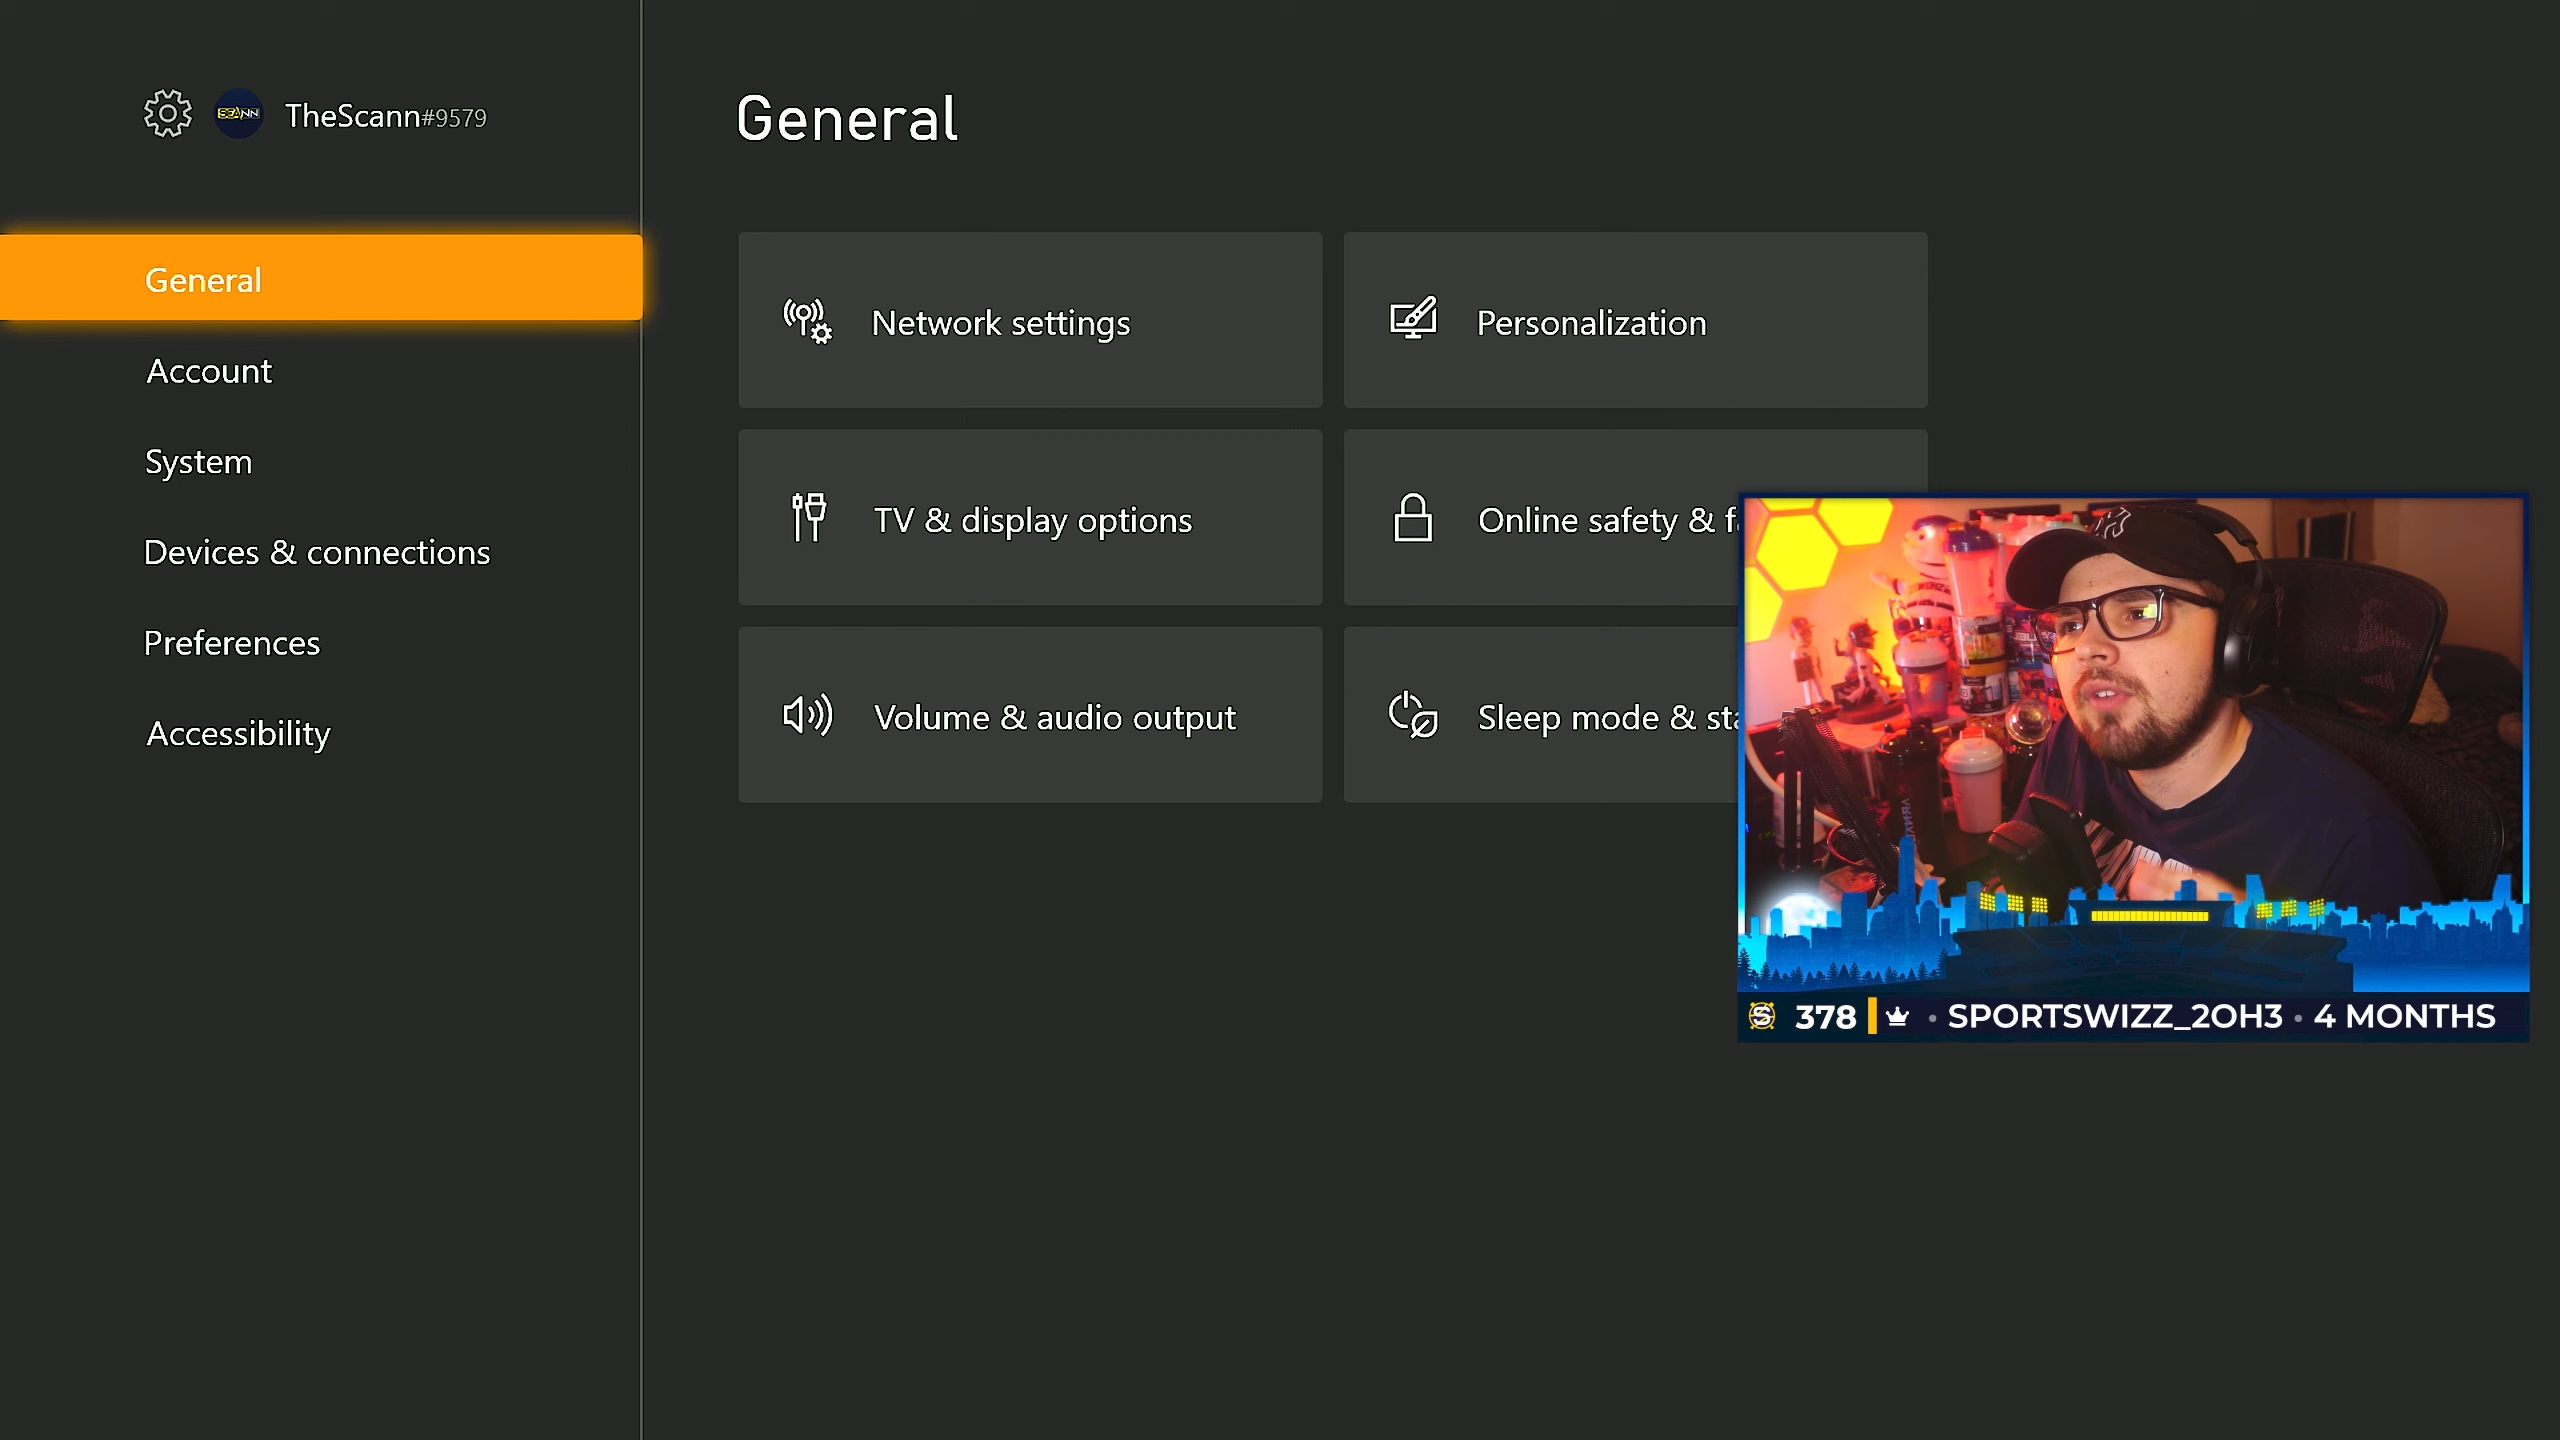 SCANN
TheScann#9579
General
Account
System
Devices & connections
Preferences
Accessibility
General
Network settings
Personalization
TV & display options
Online safety &
Volume & audio output
Sleep mode &
378 • SPORTSWIZZ_2OH3 • 4 MONTHS